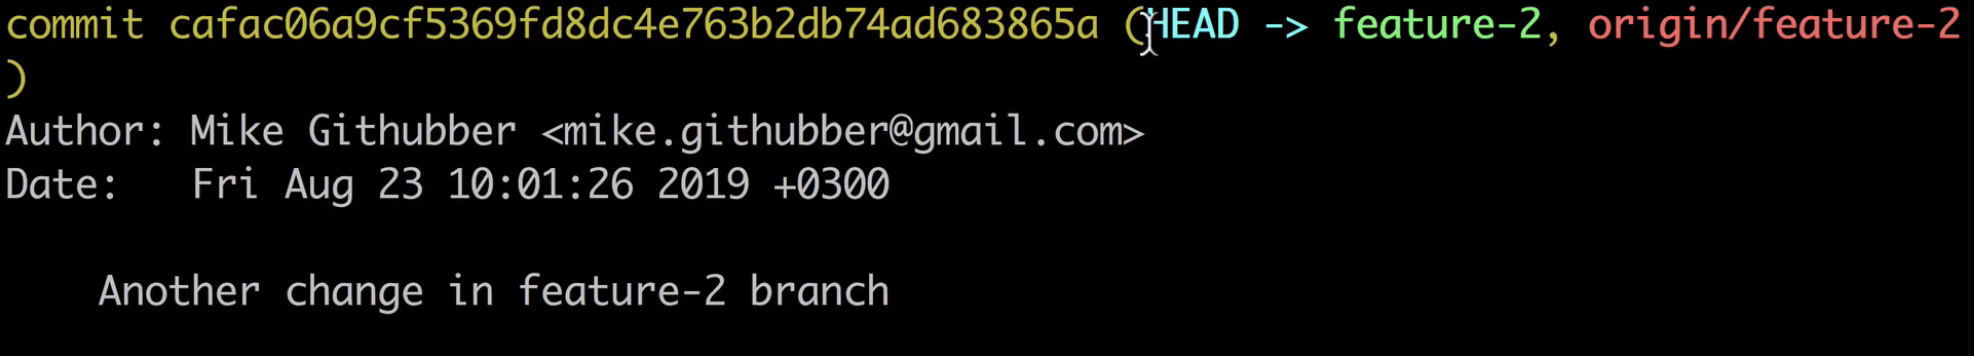 commit cafac06a9cf5369fd8dc4e763b2db74ad683865a (HEAD -> feature-2, origin/feature-2
)
Author: Mike Githubber <mike.githubber@gmail.com>
Date:   Fri Aug 23 10:01:26 2019 +0300
Another change in feature-2 branch